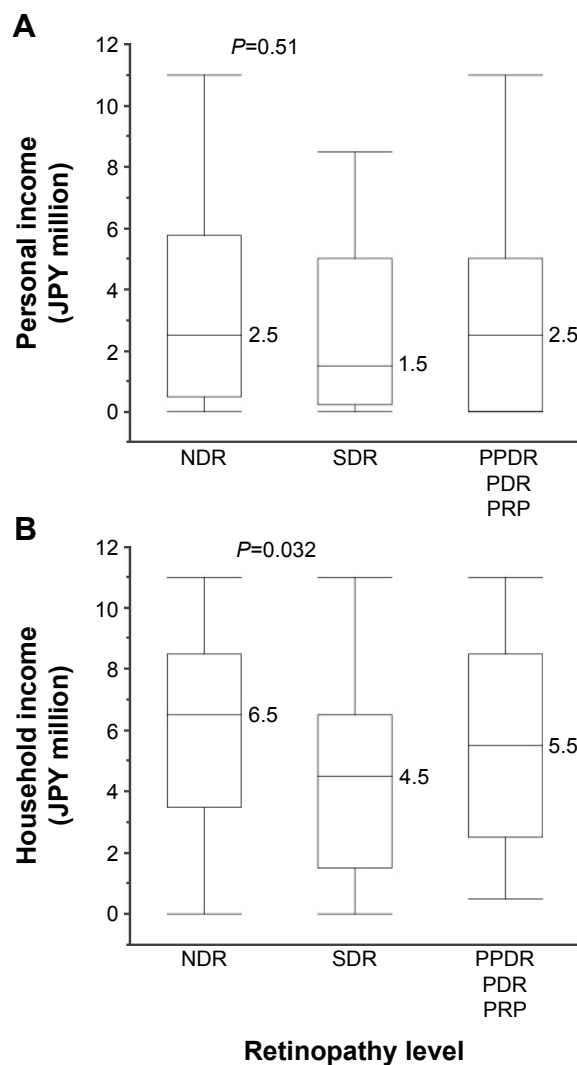 A
P=0.51
Personal income
(JPY million)
12
10
8
6
4
2
0
2.5
1.5
2.5
NDR
SDR
PPDR
PDR
PRP
B
P=0.032
Household income
(JPY million)
12
10
8
6
4
2
0
6.5
4.5
5.5
NDR
SDR
PPDR
PDR
PRP
Retinopathy level